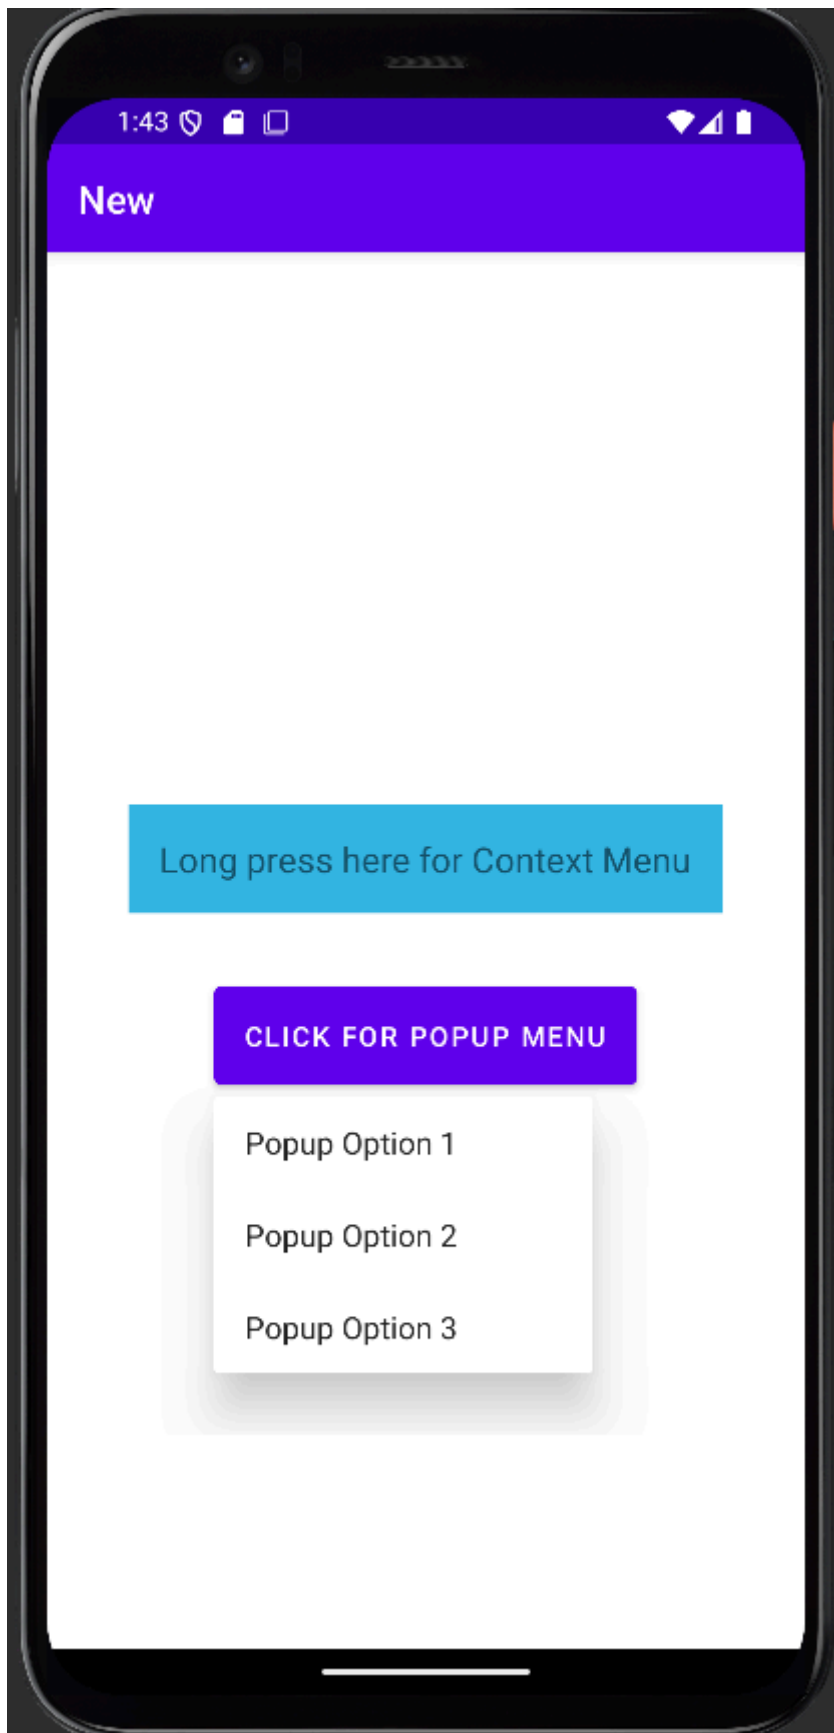 1:43
New
Long press here for Context Menu
CLICK FOR POPUP MENU
Popup Option 1
Popup Option 2
Popup Option 3